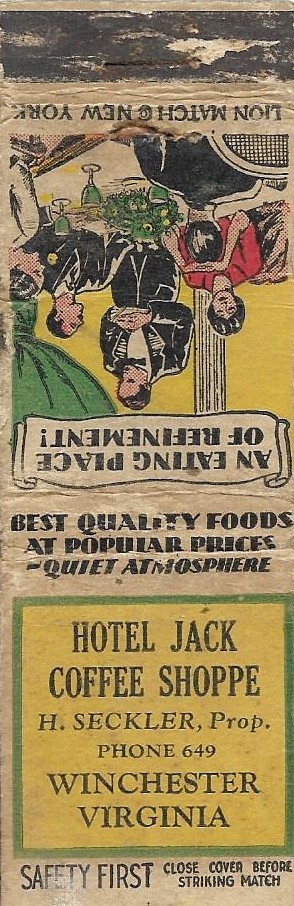 LION MATCH © NEW YORK
AN EATING PLACE
OF REFINEMENT!
BEST QUALITY FOODS
AT POPULAR PRICES
-QUIET ATMOSPHERE
HOTEL JACK
COFFEE SHOPPE
H. SECKLER, Prop.
PHONE 649
WINCHESTER
VIRGINIA
SAFETY FIRST CLOSE COVER BEFORE
STRIKING MATCH